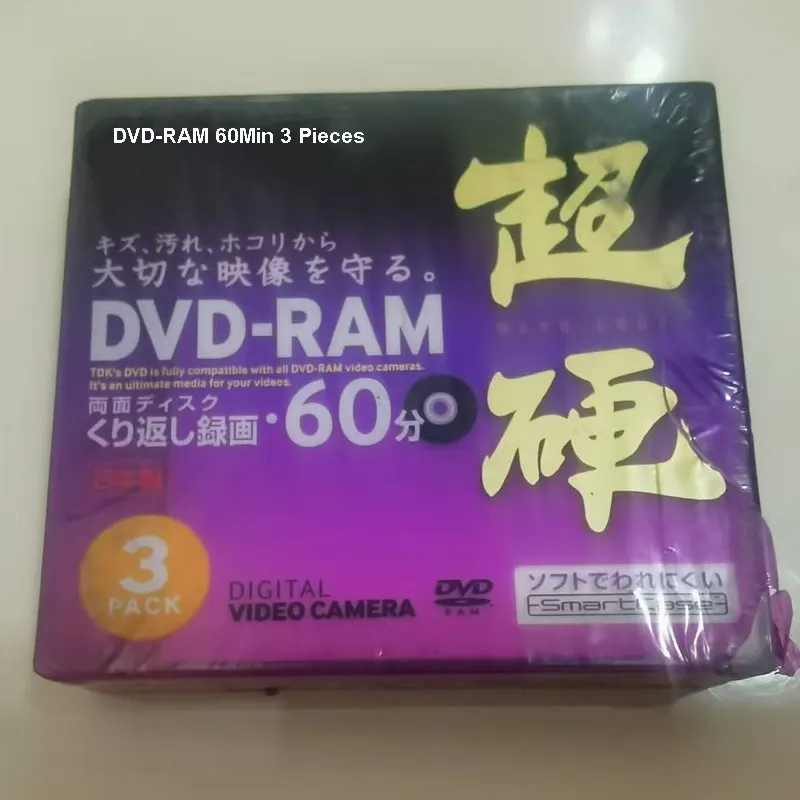 DVD-RAM 60Min 3 Pieces
超硬
キズ、汚れ、ホコリから
大切な映像を守る。
DVD-RAM
TDK's DVD is fully compatible with all DVD-RAM video cameras.
It's an ultimate media for your videos.
両面ディスク
くり返し録画・60分
日本製
3
PACK
DIGITAL
VIDEO CAMERA
DVD
RAM
ソフトでわれにくい
SmartCase